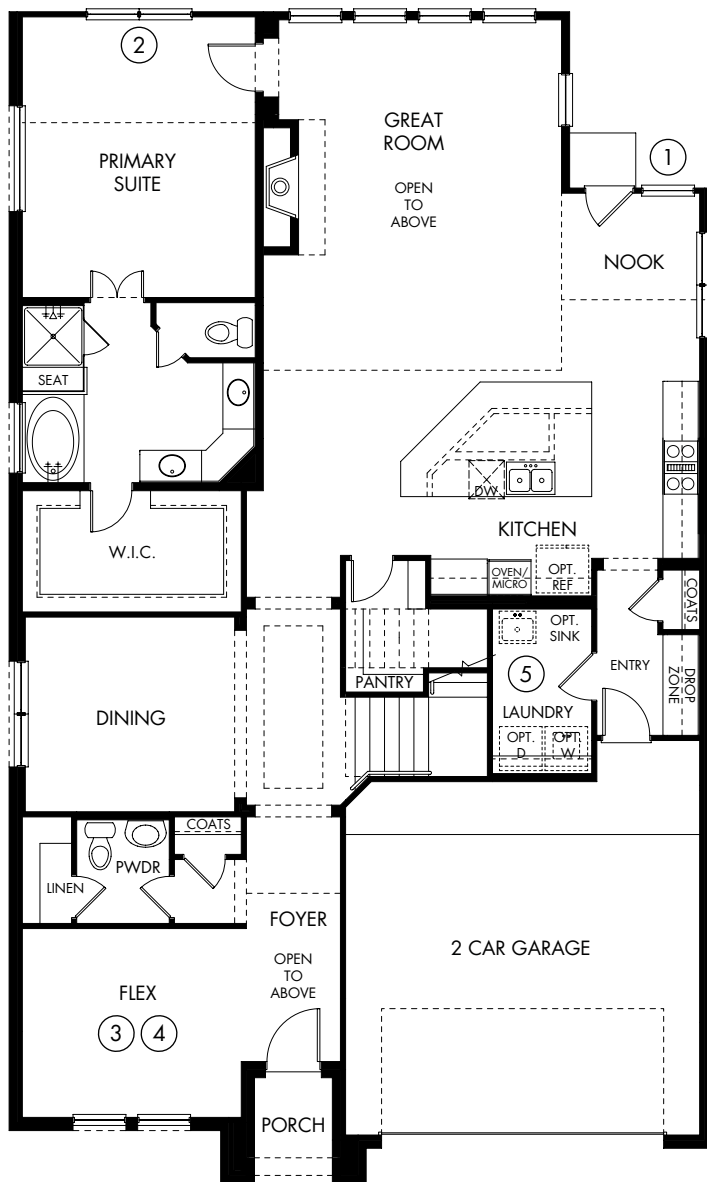 2
GREAT
ROOM
OPEN
TO
ABOVE
1
PRIMARY
SUITE
NOOK
SEAT
DW
KITCHEN
W.I.C.
OVEN/
MICRO
OPT.
REF
COATS
OPT.
SINK
ENTRY
DROP
ZONE
5
PANTRY
LAUNDRY
DINING
OPT.
D
OPT.
W
COATS
PWDR
LINEN
FOYER
OPEN
TO
ABOVE
2 CAR GARAGE
FLEX
3 4
PORCH